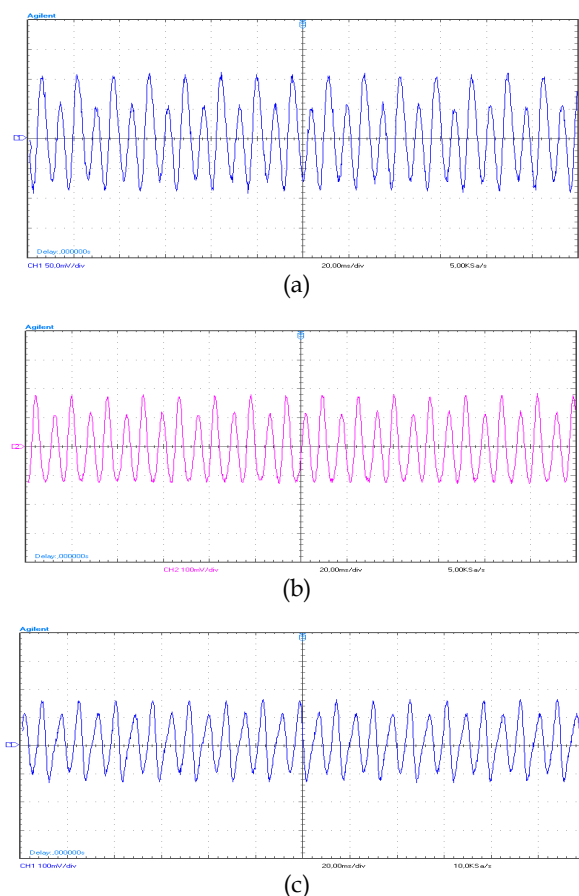 Agilent
Delay:.000000s
CH1 50.0mV/div 20.00ms/div 5.00KSa/s
(a)
Agilent
2
Delay:.000000s
CH2 100mV/div 20.00ms/div 5.00KSa/s
(b)
Agilent
Delay:.000000s
CH1 100mV/div 20.00ms/div 10.0KSa/s
(c)